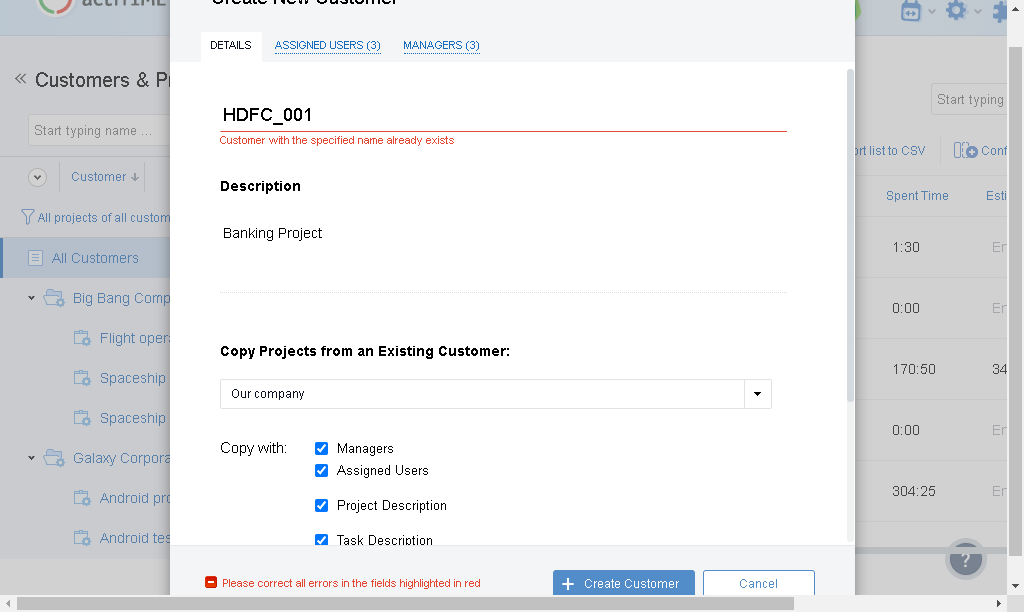 actiTIME
Create New Customer
DETAILS
ASSIGNED USERS (3)
MANAGERS (3)
Customers & Pr
Start typing name ...
Customer
All projects of all custom
All Customers
Big Bang Comp
Flight opera
Spaceship
Spaceship
Galaxy Corpora
Android pro
Android tes
HDFC_001
Customer with the specified name already exists
Description
Banking Project
Copy Projects from an Existing Customer:
Our company
Copy with:
Managers
Assigned Users
Project Description
Task Description
Please correct all errors in the fields highlighted in red
Create Customer
Cancel
Start typing
ort list to CSV
Conf
Spent Time
Esti
1:30
Er
0:00
Er
170:50
34
0:00
Er
304:25
Er
?